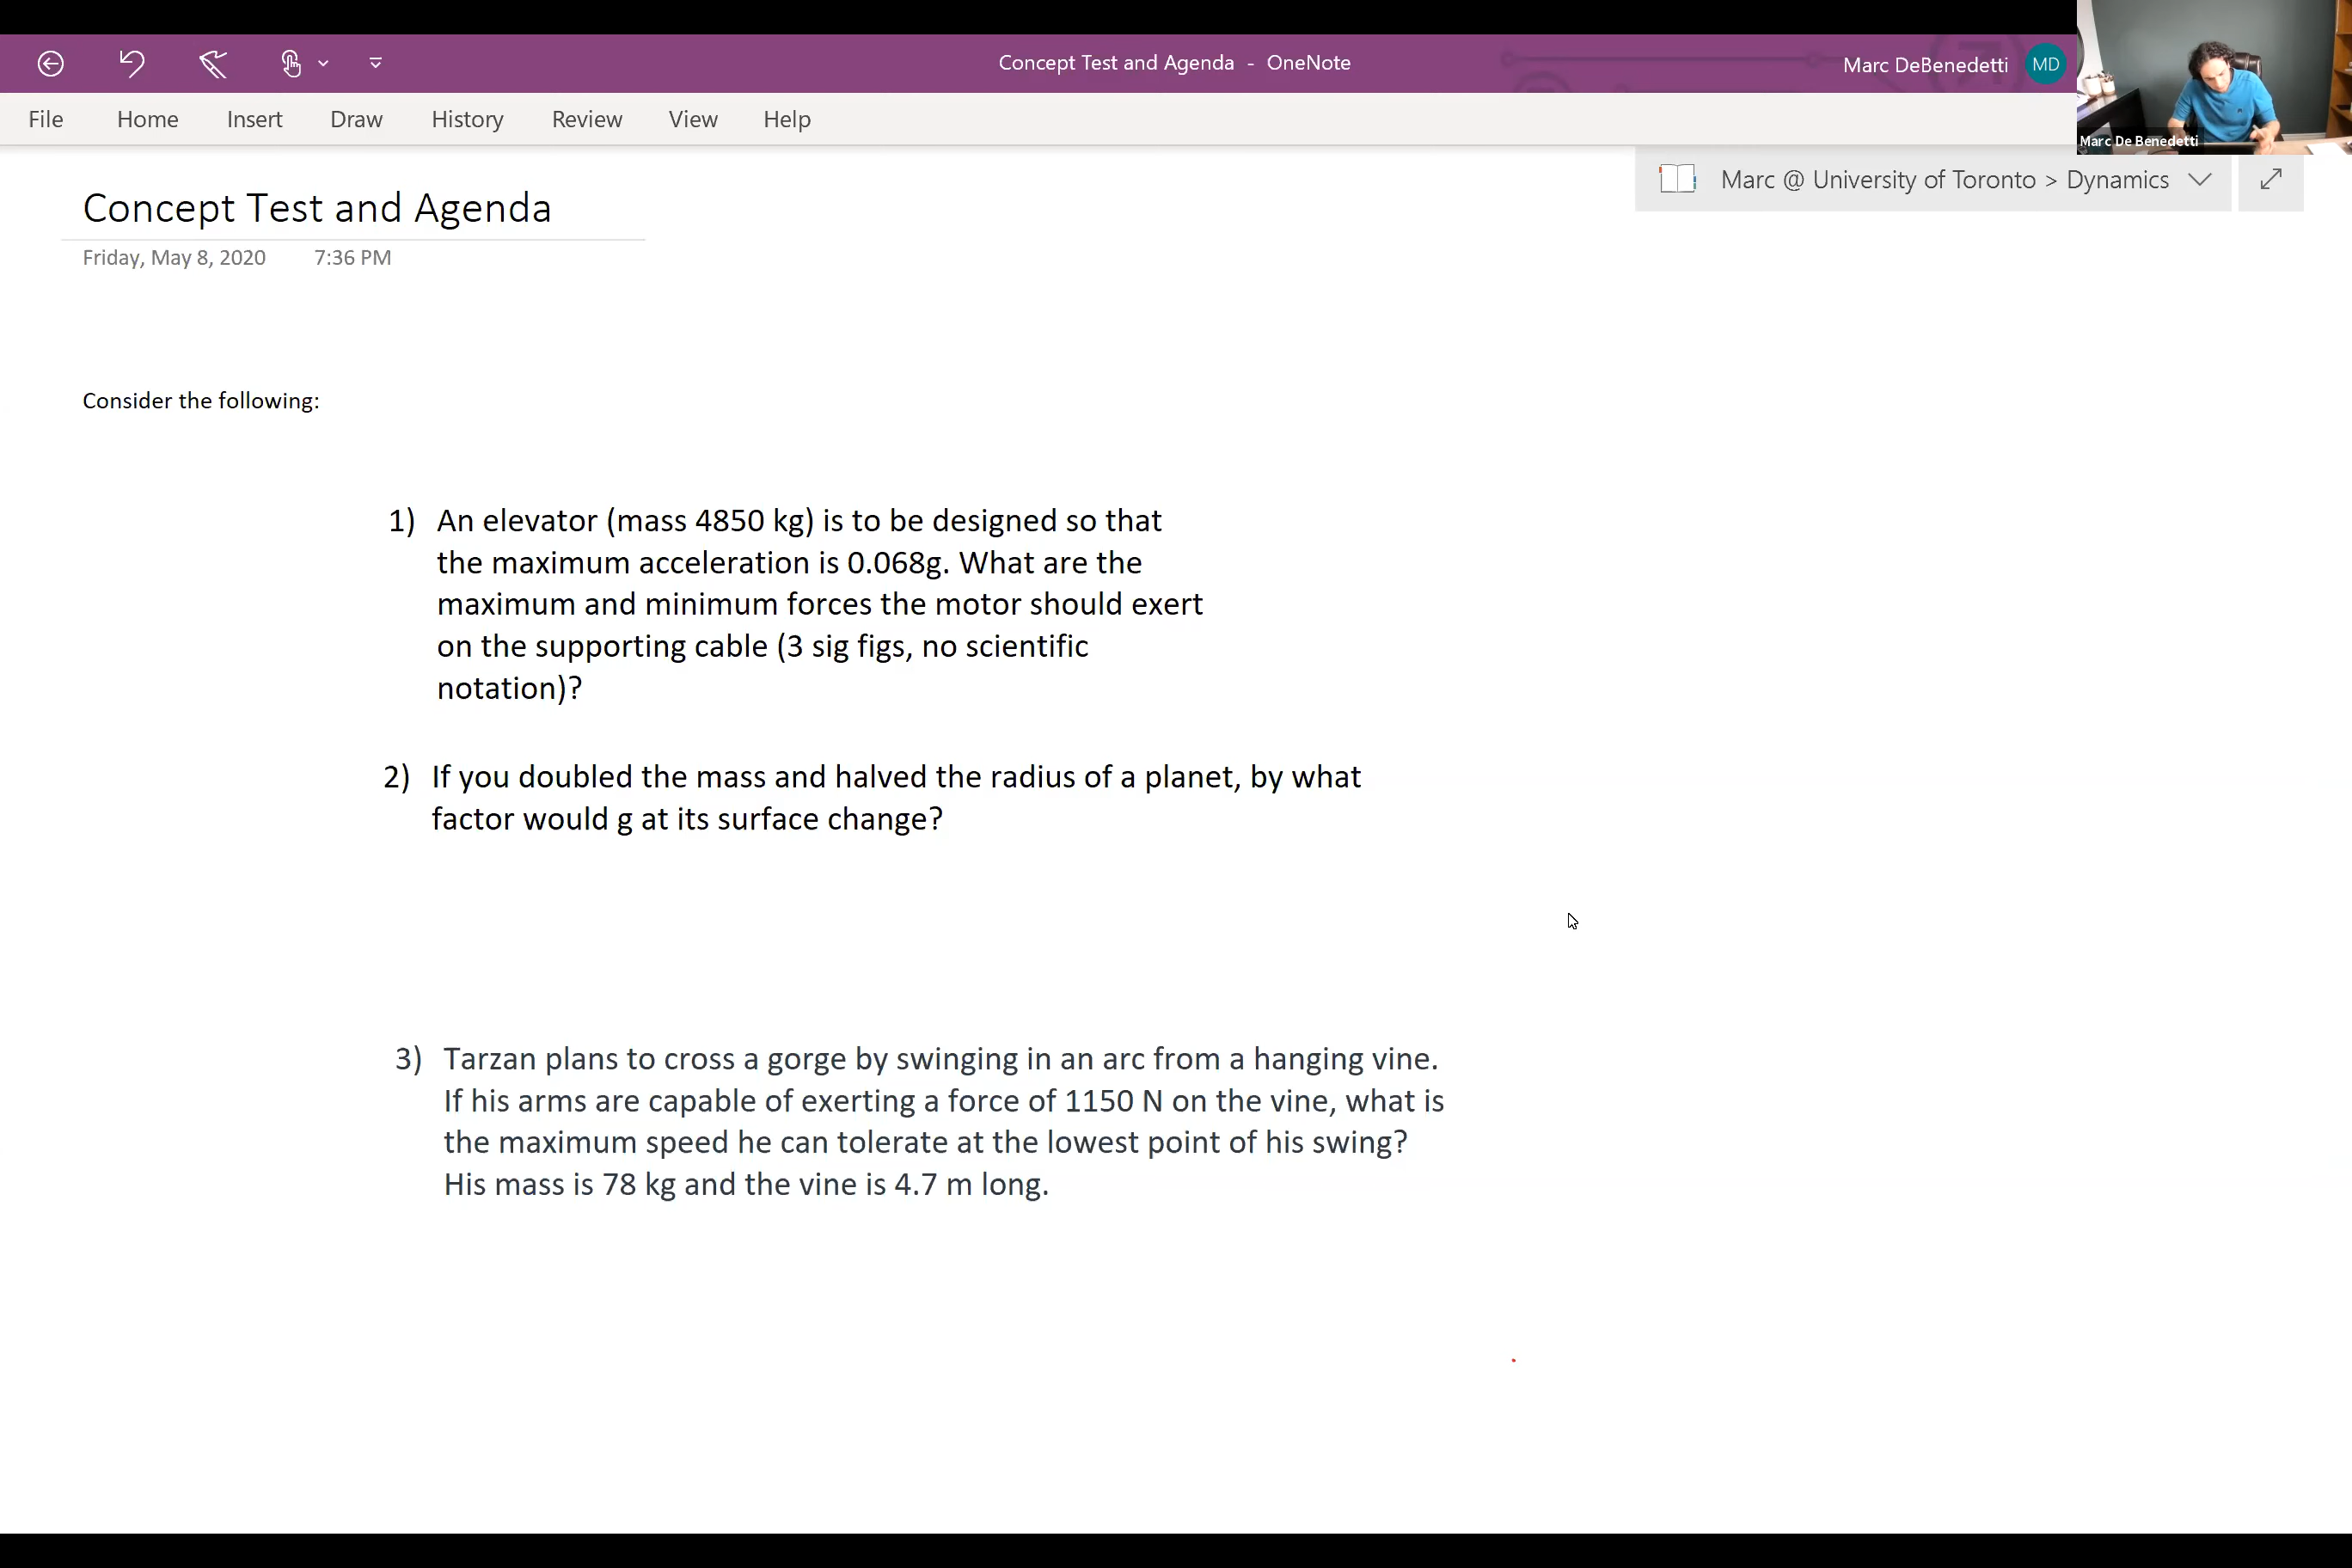 Concept Test and Agenda - OneNote
Marc DeBenedetti MD
File Home Insert Draw History Review View Help
Marc De Benedetti
Marc @ University of Toronto > Dynamics
Concept Test and Agenda
Friday, May 8, 2020 7:36 PM
Consider the following:
1) An elevator (mass 4850 kg) is to be designed so that
the maximum acceleration is 0.068g. What are the
maximum and minimum forces the motor should exert
on the supporting cable (3 sig figs, no scientific
notation)?
2) If you doubled the mass and halved the radius of a planet, by what
factor would g at its surface change?
3) Tarzan plans to cross a gorge by swinging in an arc from a hanging vine.
If his arms are capable of exerting a force of 1150 N on the vine, what is
the maximum speed he can tolerate at the lowest point of his swing?
His mass is 78 kg and the vine is 4.7 m long.